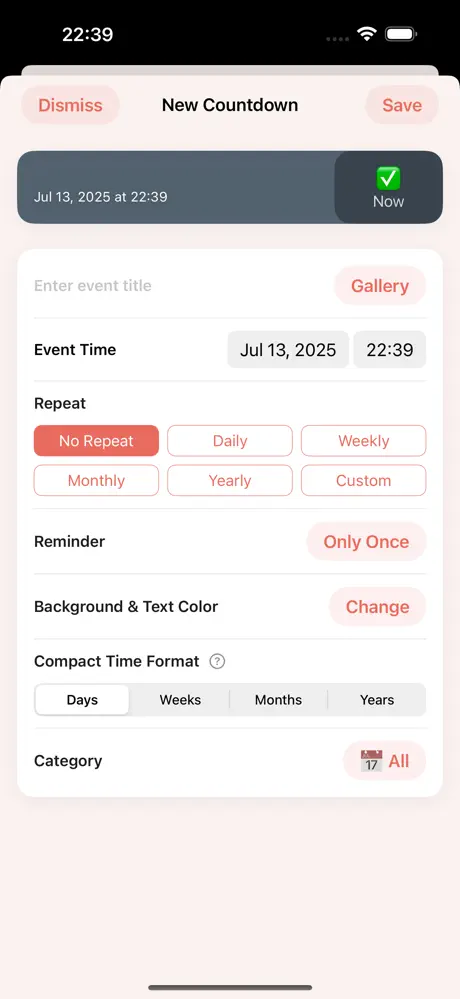 22:39
Dismiss New Countdown Save
Jul 13, 2025 at 22:39
Now
Enter event title Gallery
Event Time Jul 13, 2025 22:39
Repeat
No Repeat Daily Weekly
Monthly Yearly Custom
Reminder Only Once
Background & Text Color Change
Compact Time Format ?
Days Weeks Months Years
Category 17 All